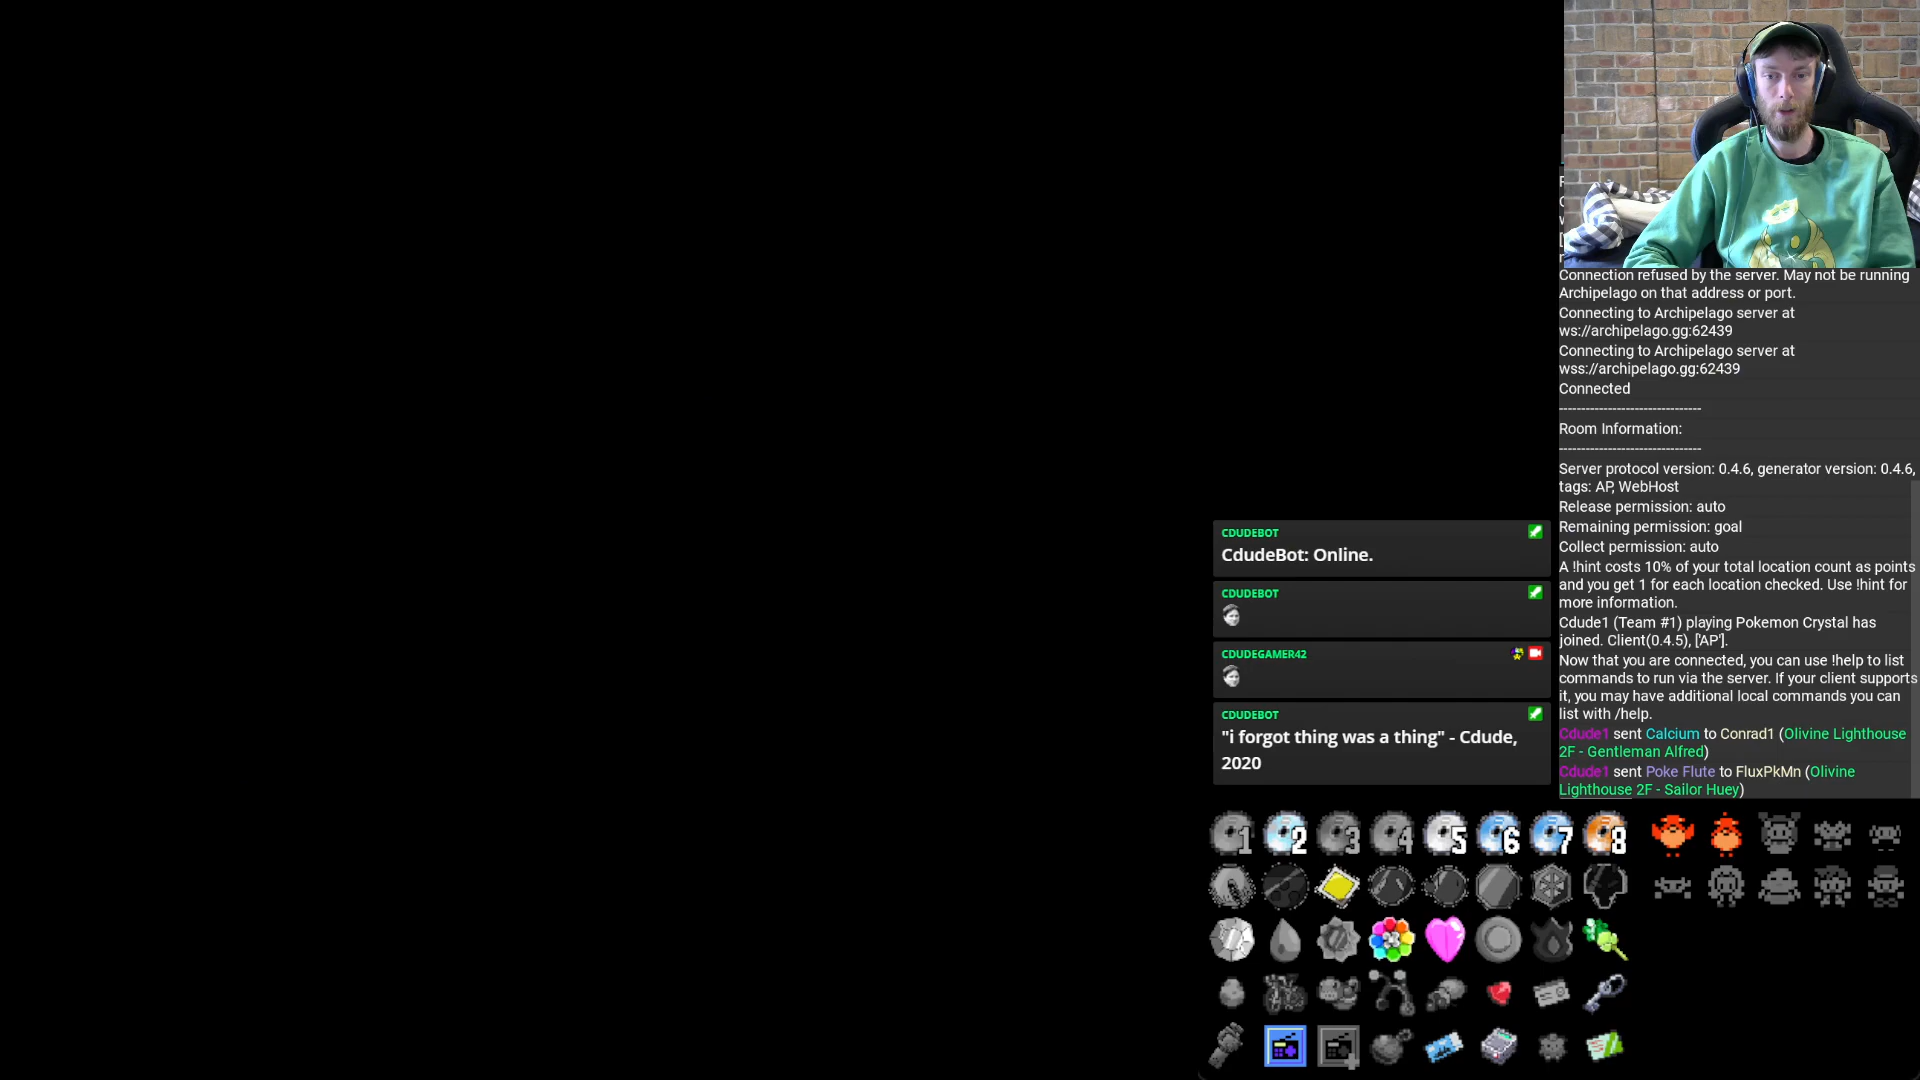 Connection refused by the server. May not be running
Archipelago on that address or port.
Connecting to Archipelago server at
ws://archipelago.gg:62439
Connecting to Archipelago server at
wss://archipelago.gg:62439
Connected
--------------------------------
Room Information:
--------------------------------
Server protocol version: 0.4.6, generator version: 0.4.6,
tags: AP, WebHost
Release permission: auto
Remaining permission: goal
Collect permission: auto
A !hint costs 10% of your total location count as points
and you get 1 for each location checked. Use !hint for
more information.
Cdude1 (Team #1) playing Pokemon Crystal has
joined. Client(0.4.5), ['AP'].
Now that you are connected, you can use !help to list
commands to run via the server. If your client supports
it, you may have additional local commands you can
list with /help.
Cdude1 sent Calcium to Conrad1 (Olivine Lighthouse
2F - Gentleman Alfred)
Cdude1 sent Poke Flute to FluxPkMn (Olivine
Lighthouse 2F - Sailor Huey)
CDUDEBOT
CdudeBot: Online.
CDUDEBOT
CDUDEGAMER42
CDUDEBOT
"i forgot thing was a thing" - Cdude,
2020
1 2 3 4 5 6 7 8